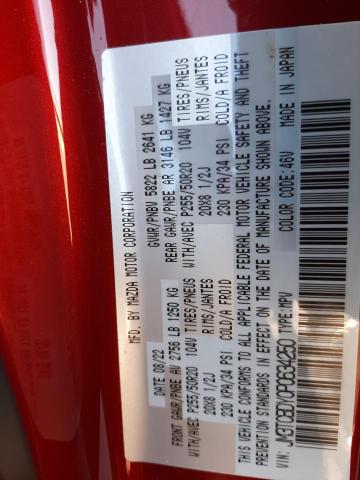 MFD. BY MAZDA MOTOR CORPORATION
08/22 GVWR/PNBV 5822 LB 2641 KG
FRONT GAWR/PNBE AV 2756 LB 1250 KG REAR GAWR/PNBE AR 3146 LB 1427 KG
WITH/AVEC P255/50R20 104V TIRES/PNEUS WITH/AVEC P255/50R20 104V TIRES/PNEUS
20X8 1/2J RIMS/JANTES 20X8 1/2J RIMS/JANTES
230 KPA/34 PSI COLD/A FROID 230 KPA/34 PSI COLD/A FROID
THIS VEHICLE CONFORMS TO ALL APPLICABLE FEDERAL MOTOR VEHICLE SAFETY AND THEFT
PREVENTION STANDARDS IN EFFECT ON THE DATE OF MANUFACTURE SHOWN ABOVE.
MADE IN JAPAN
TYPE:MPV COLOR CODE: 46V